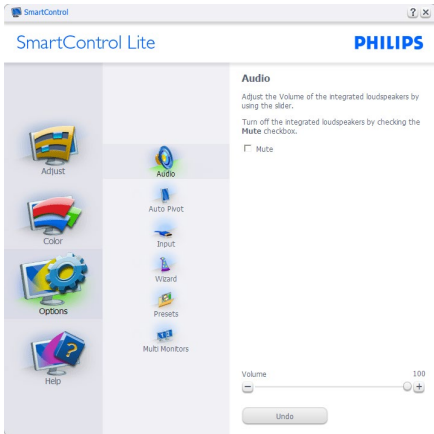 SmartControl
? ×
SmartControl Lite
PHILIPS
Adjust
Color
Options
Help
Audio
Auto Pivot
Input
Wizard
Presets
Multi Monitors
Audio
Adjust the Volume of the integrated loudspeakers by
using the slider.
Turn off the integrated loudspeakers by checking the
Mute checkbox.
Mute
Volume 100
Undo